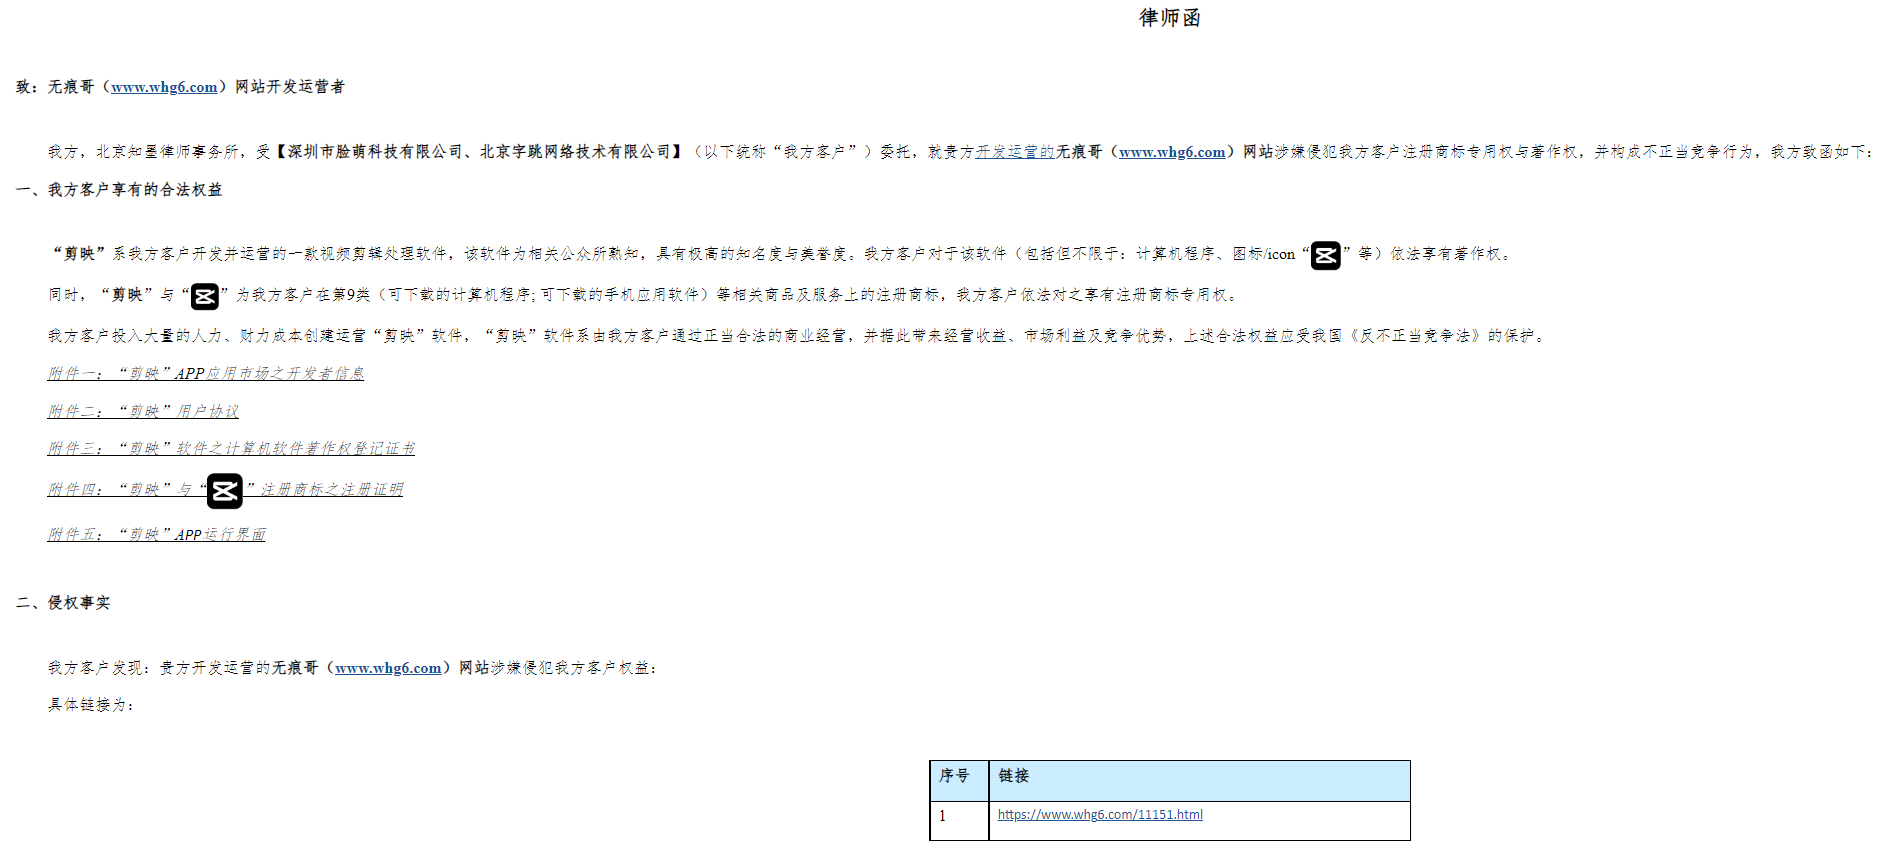 律师函
致：无痕哥（www.whg6.com）网站开发运营者
我方，北京知墨律师事务所，受【深圳市脸萌科技有限公司、北京字跳网络技术有限公司】（以下统称“我方客户”）委托，就贵方开发运营的无痕哥（www.whg6.com）网站涉嫌侵犯我方客户注册商标专用权与著作权，并构成不正当竞争行为，我方致函如下：
一、我方客户享有的合法权益
“剪映”系我方客户开发并运营的一款视频剪辑处理软件，该软件为相关公众所熟知，具有极高的知名度与美誉度。我方客户对于该软件（包括但不限于：计算机程序、图标/icon“”等）依法享有著作权。
同时，“剪映”与“”为我方客户在第9类（可下载的计算机程序；可下载的手机应用软件）等相关商品及服务上的注册商标，我方客户依法对之享有注册商标专用权。
我方客户投入大量的人力、财力成本创建运营“剪映”软件，“剪映”软件系由我方客户通过正当合法的商业经营，并据此带来经营收益、市场利益及竞争优势，上述合法权益应受我国《反不正当竞争法》的保护。
附件一：“剪映”APP应用市场之开发者信息
附件二：“剪映”用户协议
附件三：“剪映”软件之计算机软件著作权登记证书
附件四：“剪映”与“”注册商标之注册证明
附件五：“剪映”APP运行界面
二、侵权事实
我方客户发现：贵方开发运营的无痕哥（www.whg6.com）网站涉嫌侵犯我方客户权益：
具体链接为：
序号 链接
1 https://www.whg6.com/11151.html